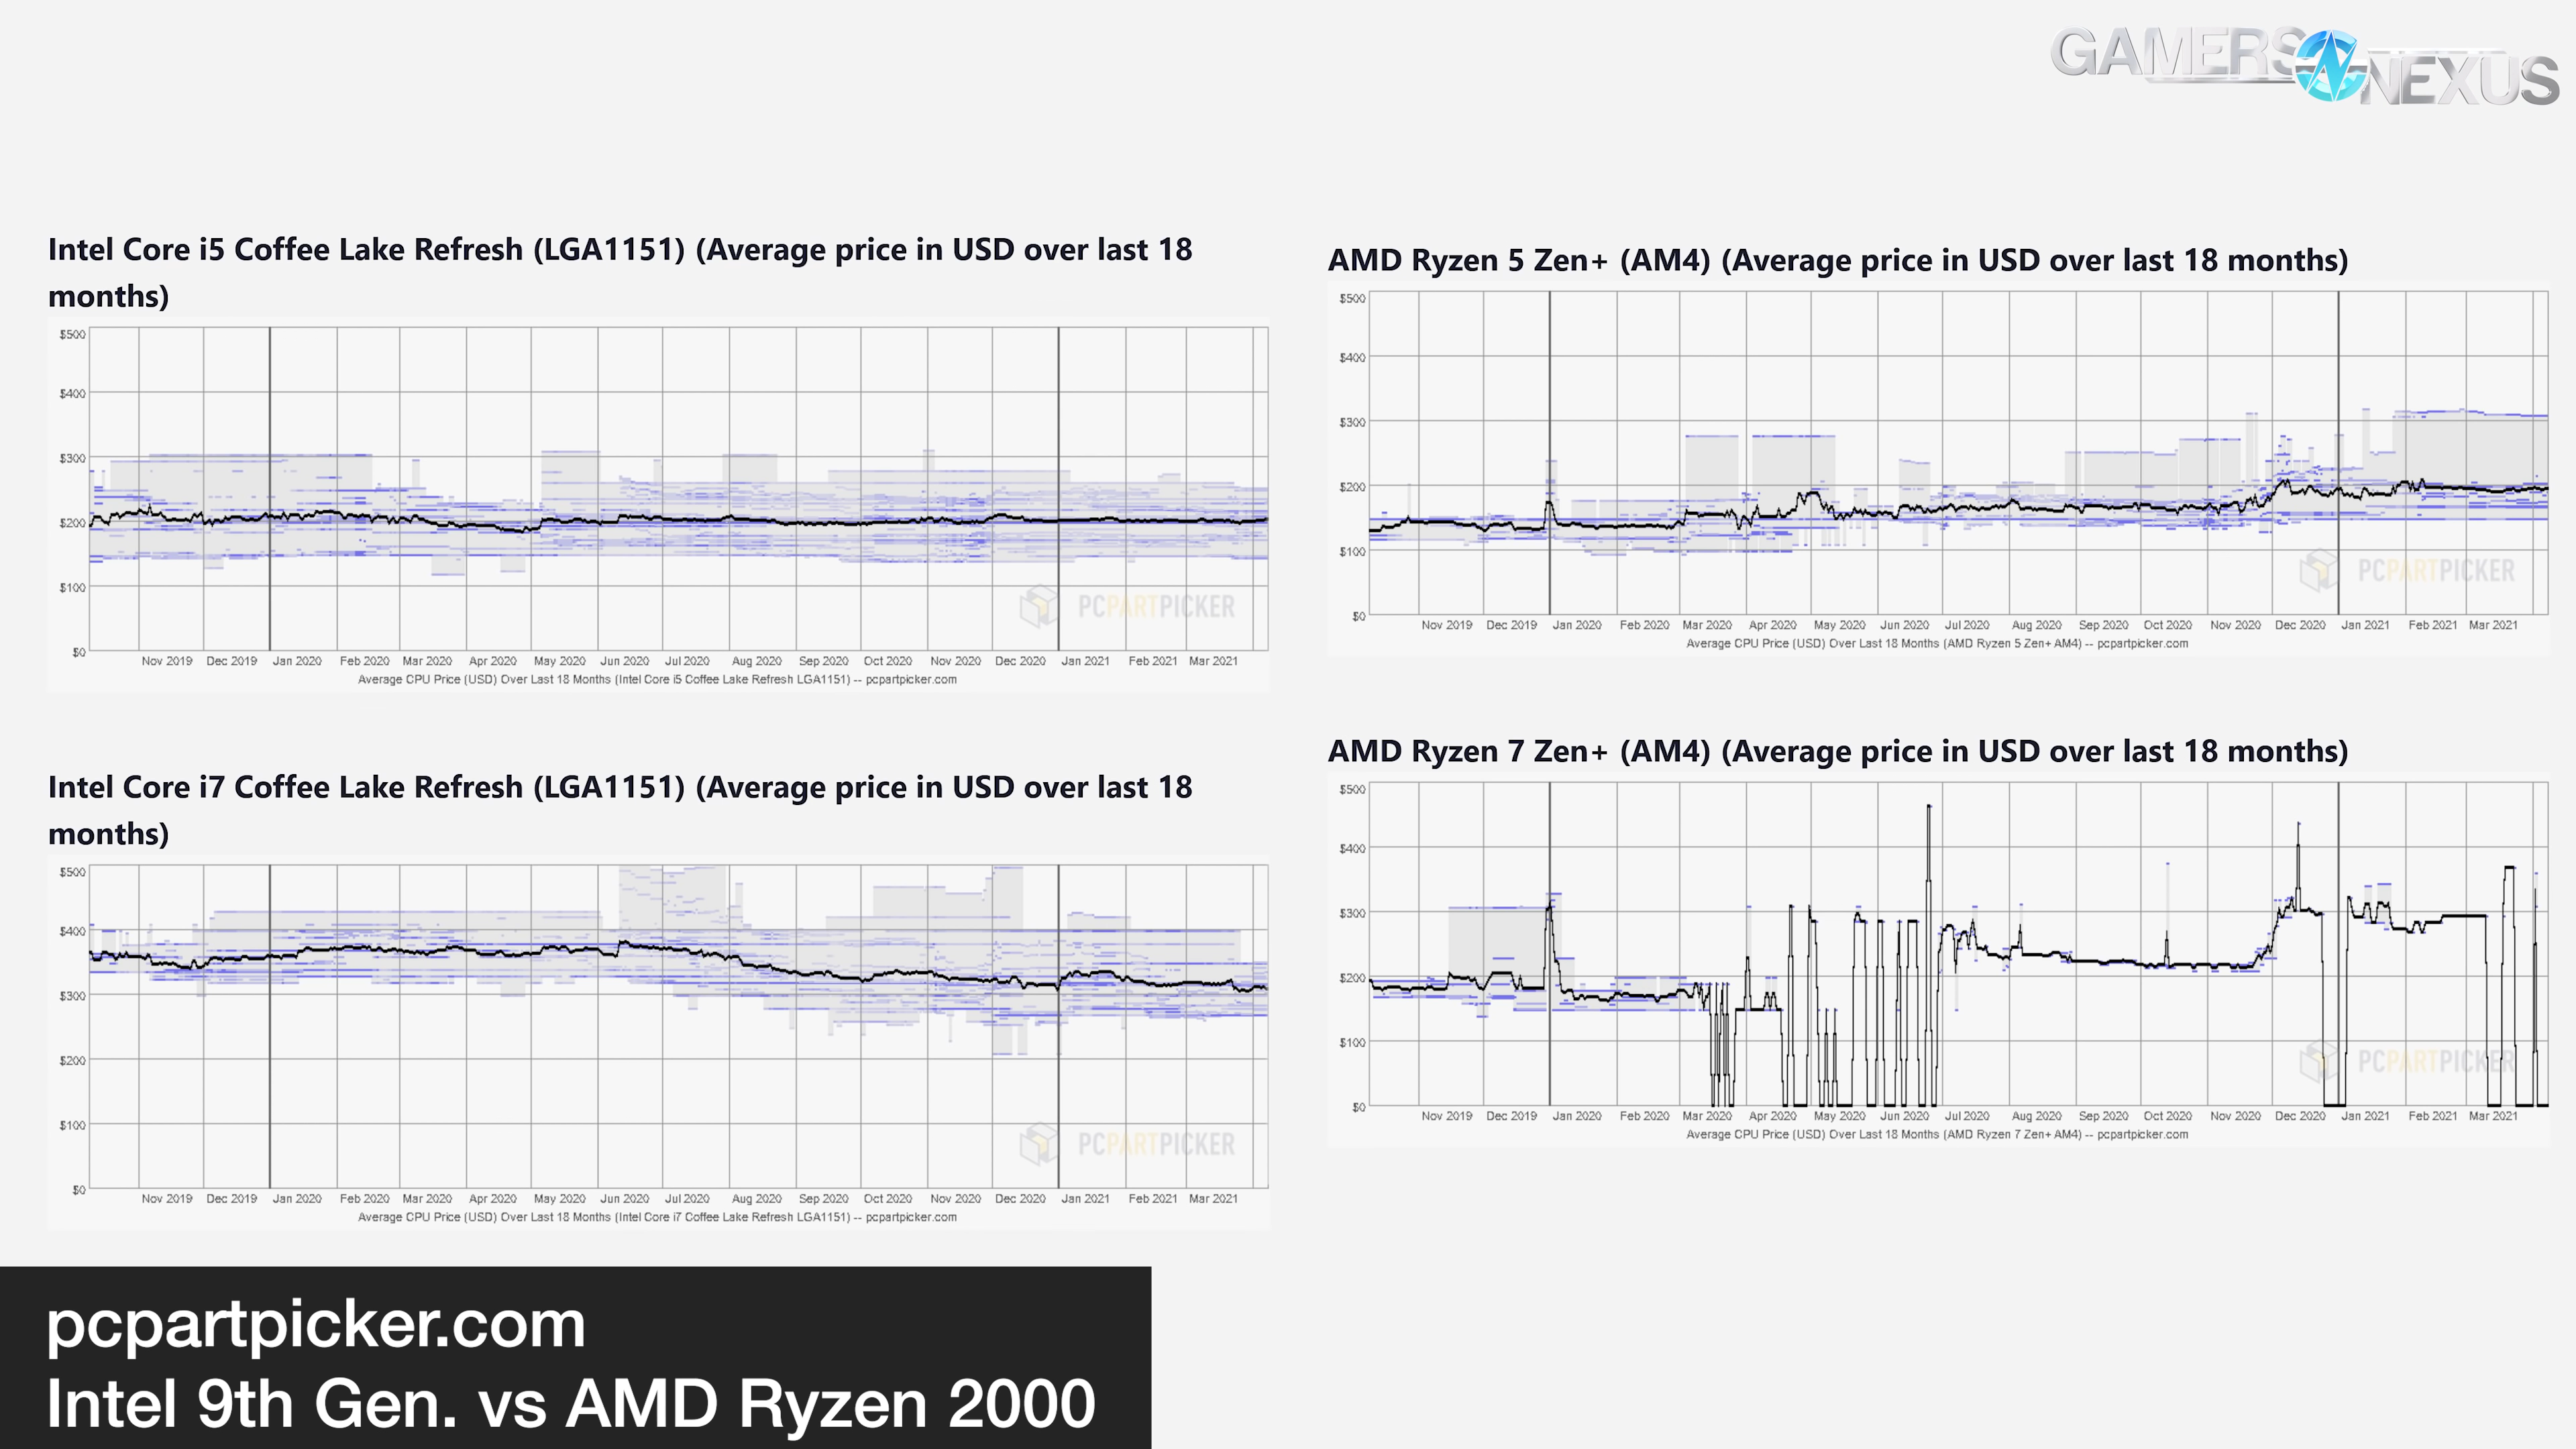 GAMERS NEXUS
Intel Core i5 Coffee Lake Refresh (LGA1151) (Average price in USD over last 18
months)
$500
$400
$300
$200
$100
$0
PCPARTPICKER
Nov 2019 Dec 2019 Jan 2020 Feb 2020 Mar 2020 Apr 2020 May 2020 Jun 2020 Jul 2020 Aug 2020 Sep 2020 Oct 2020 Nov 2020 Dec 2020 Jan 2021 Feb 2021 Mar 2021
Average CPU Price (USD) Over Last 18 Months (Intel Core i5 Coffee Lake Refresh LGA1151) -- pcpartpicker.com
AMD Ryzen 5 Zen+ (AM4) (Average price in USD over last 18 months)
$500
$400
$300
$200
$100
$0
PCPARTPICKER
Nov 2019 Dec 2019 Jan 2020 Feb 2020 Mar 2020 Apr 2020 May 2020 Jun 2020 Jul 2020 Aug 2020 Sep 2020 Oct 2020 Nov 2020 Dec 2020 Jan 2021 Feb 2021 Mar 2021
Average CPU Price (USD) Over Last 18 Months (AMD Ryzen 5 Zen+ AM4) -- pcpartpicker.com
Intel Core i7 Coffee Lake Refresh (LGA1151) (Average price in USD over last 18
months)
$500
$400
$300
$200
$100
$0
PCPARTPICKER
Nov 2019 Dec 2019 Jan 2020 Feb 2020 Mar 2020 Apr 2020 May 2020 Jun 2020 Jul 2020 Aug 2020 Sep 2020 Oct 2020 Nov 2020 Dec 2020 Jan 2021 Feb 2021 Mar 2021
Average CPU Price (USD) Over Last 18 Months (Intel Core i7 Coffee Lake Refresh LGA1151) -- pcpartpicker.com
AMD Ryzen 7 Zen+ (AM4) (Average price in USD over last 18 months)
$500
$400
$300
$200
$100
$0
PCPARTPICKER
Nov 2019 Dec 2019 Jan 2020 Feb 2020 Mar 2020 Apr 2020 May 2020 Jun 2020 Jul 2020 Aug 2020 Sep 2020 Oct 2020 Nov 2020 Dec 2020 Jan 2021 Feb 2021 Mar 2021
Average CPU Price (USD) Over Last 18 Months (AMD Ryzen 7 Zen+ AM4) -- pcpartpicker.com
pcpartpicker.com
Intel 9th Gen. vs AMD Ryzen 2000